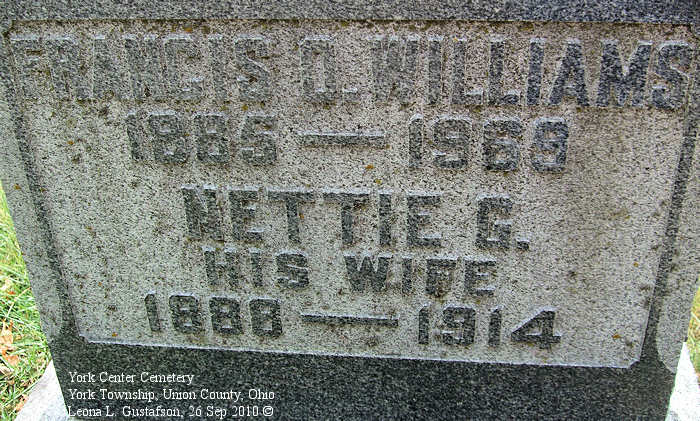 FRANCIS O. WILLIAMS
1885 — 1969
NETTIE G.
HIS WIFE
1888 — 1914
York Center Cemetery
York Township, Union County, Ohio
Leona L. Gustafson, 26 Sep 2010 ©